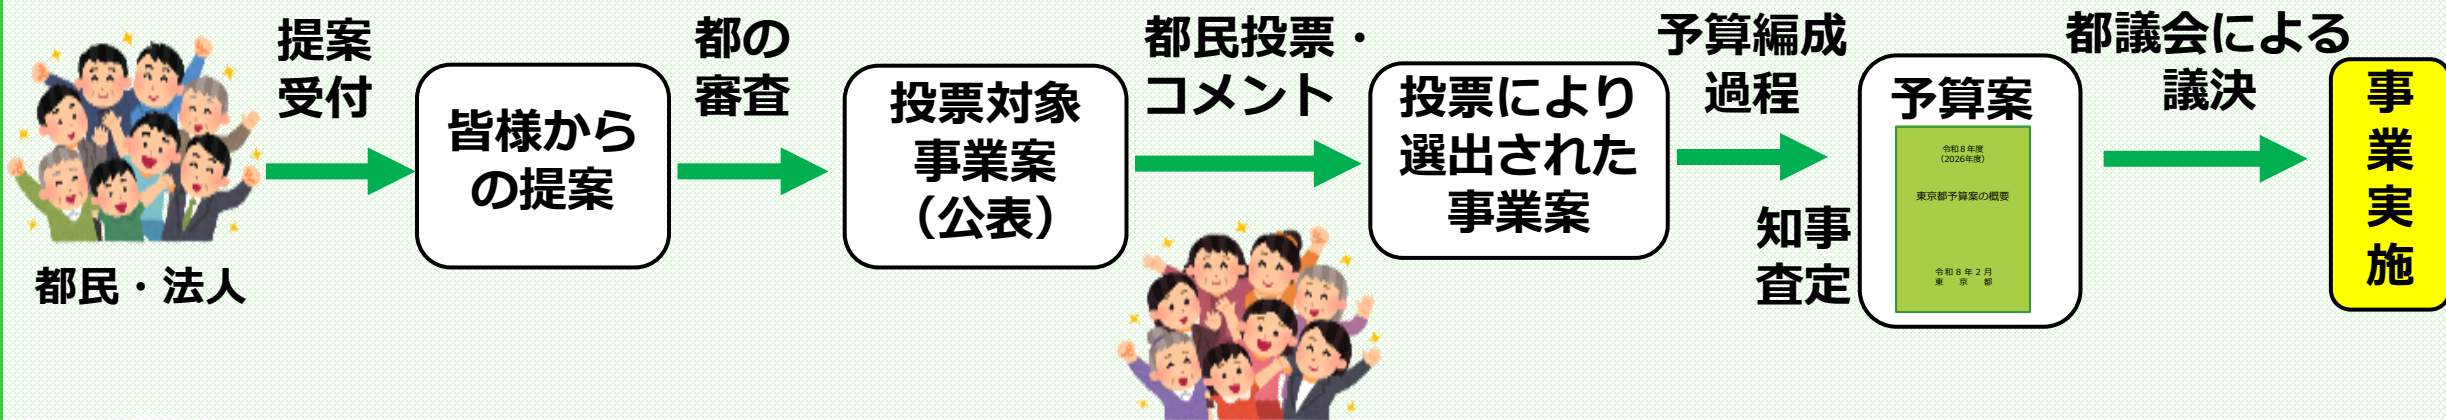 都民・法人
提案
受付
皆様から
の提案
都の
審査
投票対象
事業案
（公表）
都民投票・
コメント
投票により
選出された
事業案
予算編成
過程
知事
査定
予算案
令和８年度
（2026年度）
東京都予算案の概要
令和８年２月
東　京　都
都議会による
議決
事
業
実
施